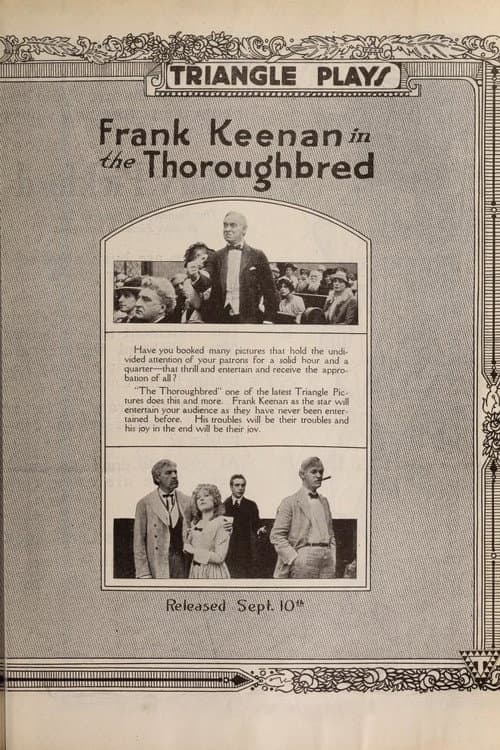 TRIANGLE PLAYS
Frank Keenan in
the Thoroughbred
Have you booked many pictures that hold the undi-
vided attention of your patrons for a solid hour and a
quarter—that thrill and entertain and receive the appro-
bation of all?
"The Thoroughbred" one of the latest Triangle Pic-
tures does this and more. Frank Keenan as the star will
entertain your audience as they have never been enter-
tained before. His troubles will be their troubles and
his joy in the end will be their joy.
Released Sept. 10th
T